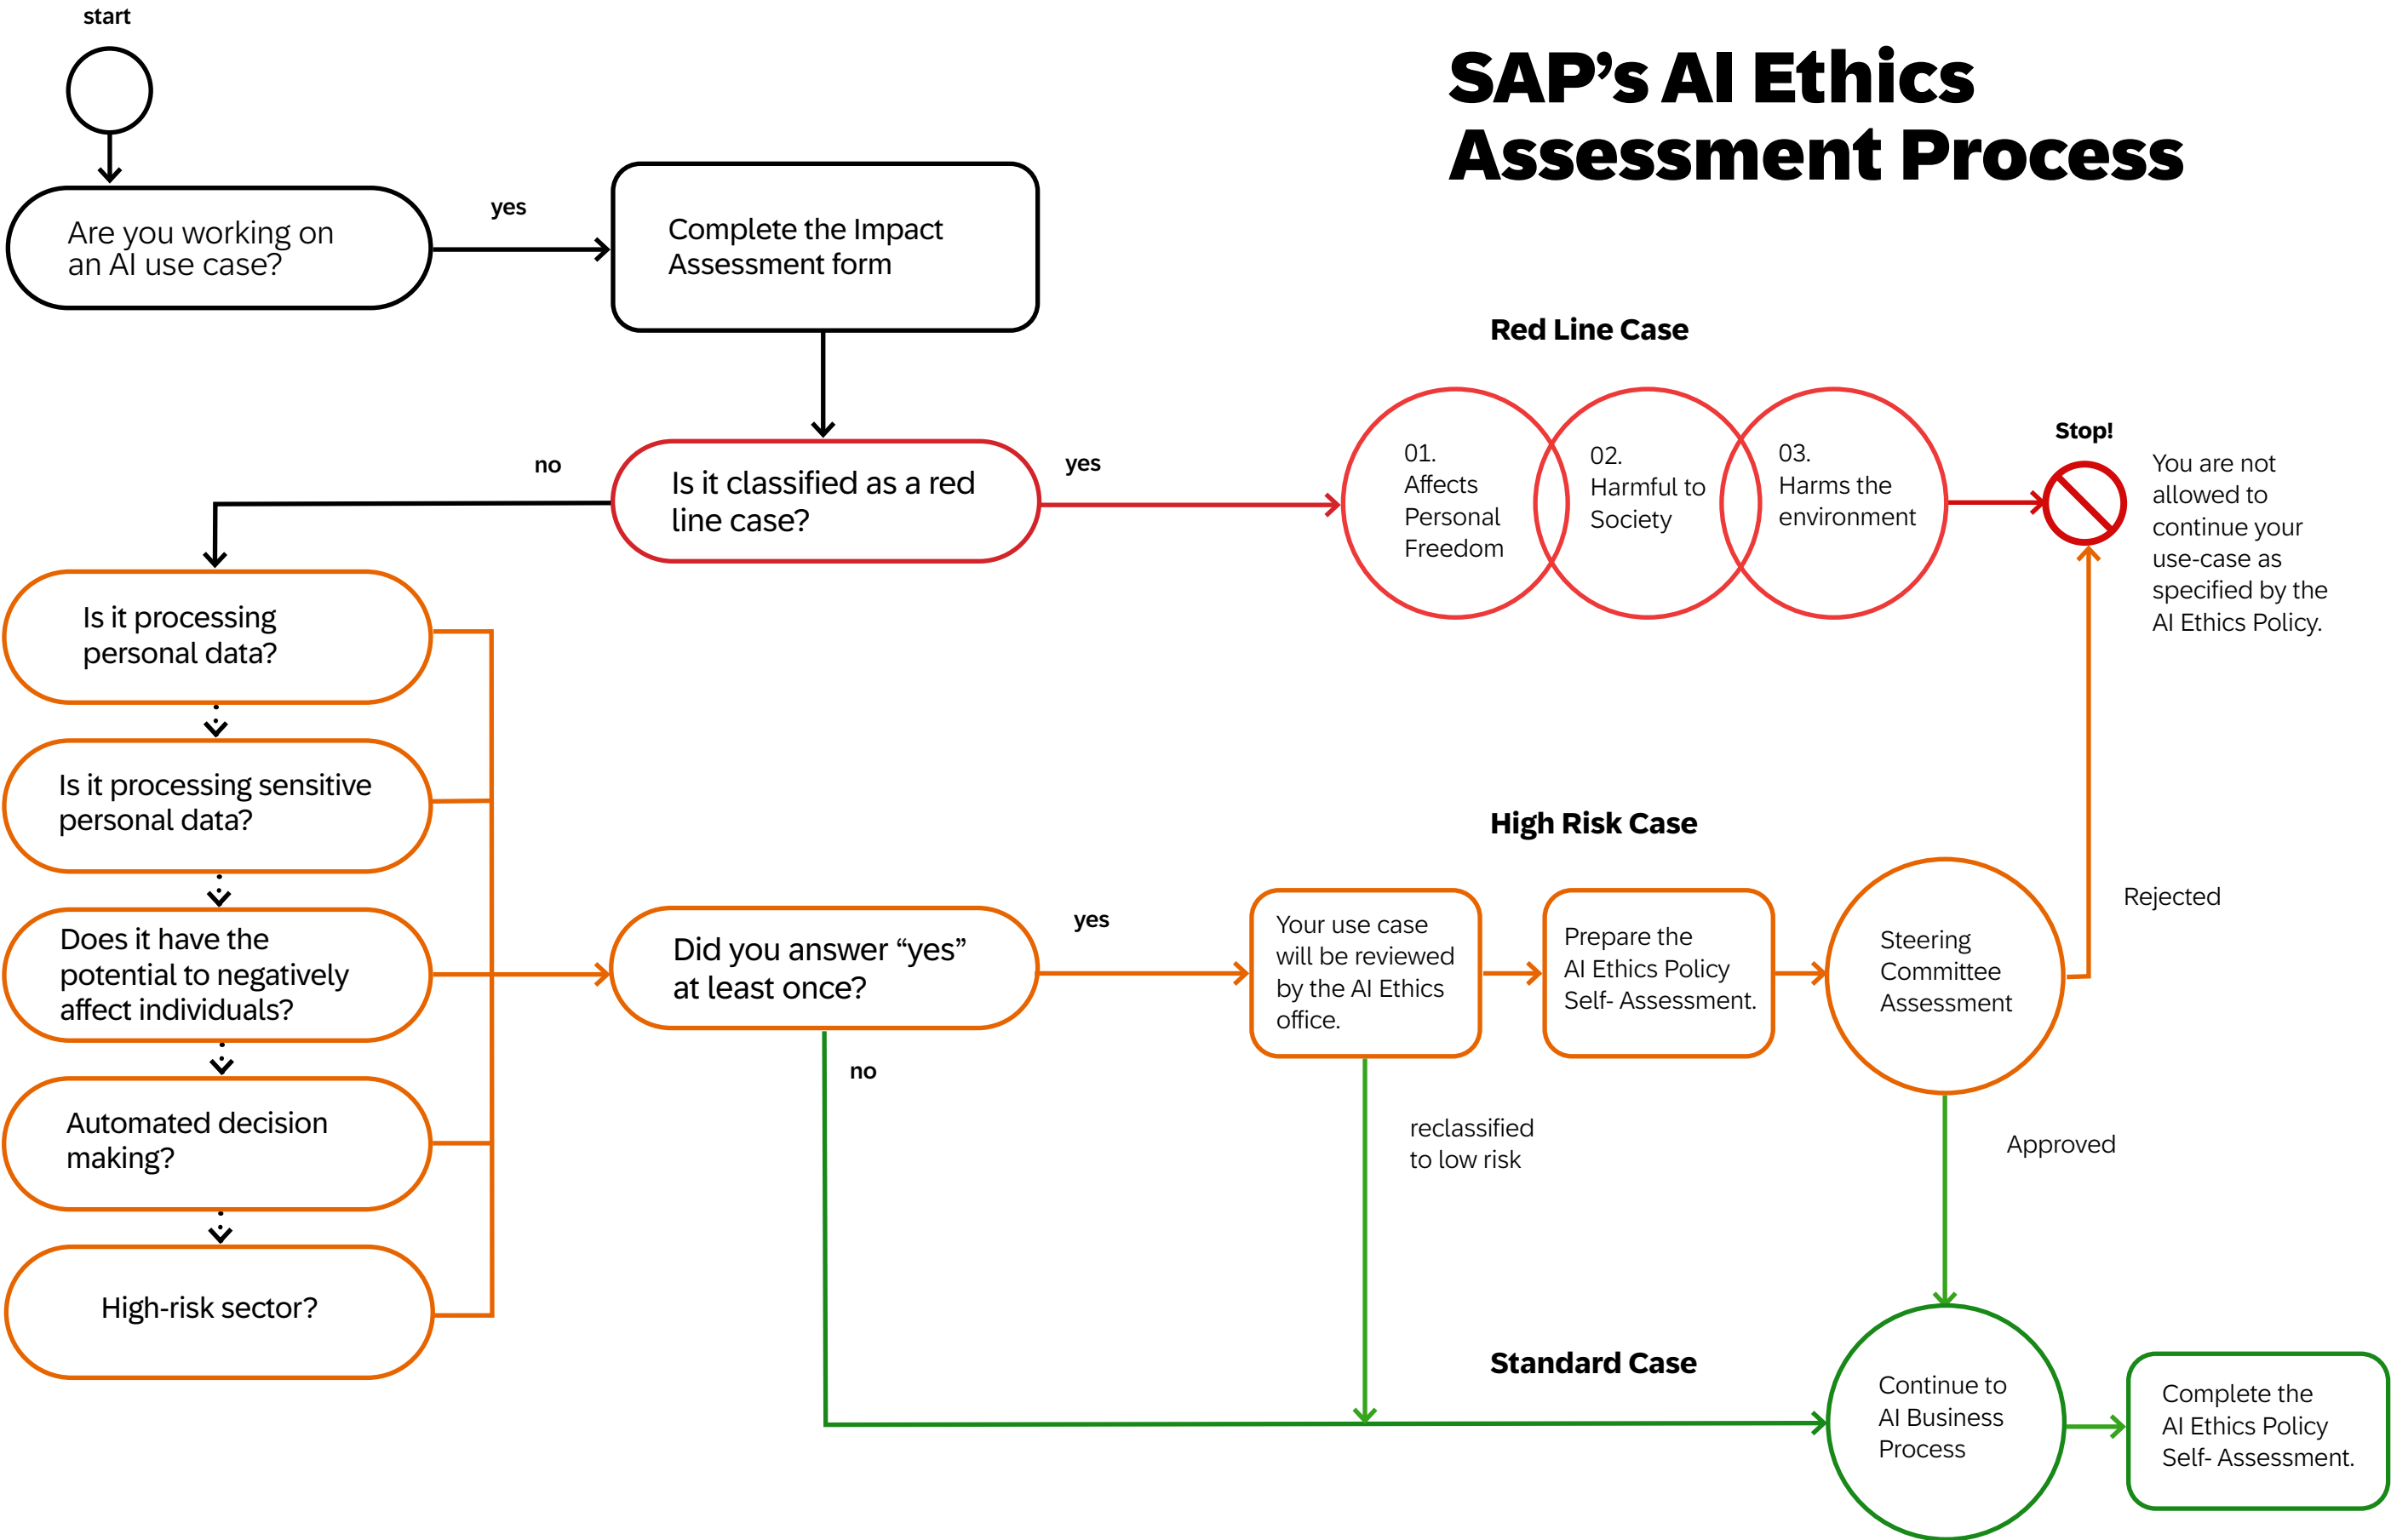 start
SAP’s AI Ethics
Assessment Process
Are you working on
an AI use case?
yes
Complete the Impact
Assessment form
Red Line Case
no
Is it classified as a red
line case?
yes
01.
Affects
Personal
Freedom
02.
Harmful to
Society
03.
Harms the
environment
Stop!
You are not
allowed to
continue your
use-case as
specified by the
AI Ethics Policy.
Is it processing
personal data?
Is it processing sensitive
personal data?
Does it have the
potential to negatively
affect individuals?
Automated decision
making?
High-risk sector?
Did you answer “yes”
at least once?
yes
no
High Risk Case
Your use case
will be reviewed
by the AI Ethics
office.
Prepare the
AI Ethics Policy
Self- Assessment.
Steering
Committee
Assessment
Rejected
reclassified
to low risk
Approved
Standard Case
Continue to
AI Business
Process
Complete the
AI Ethics Policy
Self- Assessment.